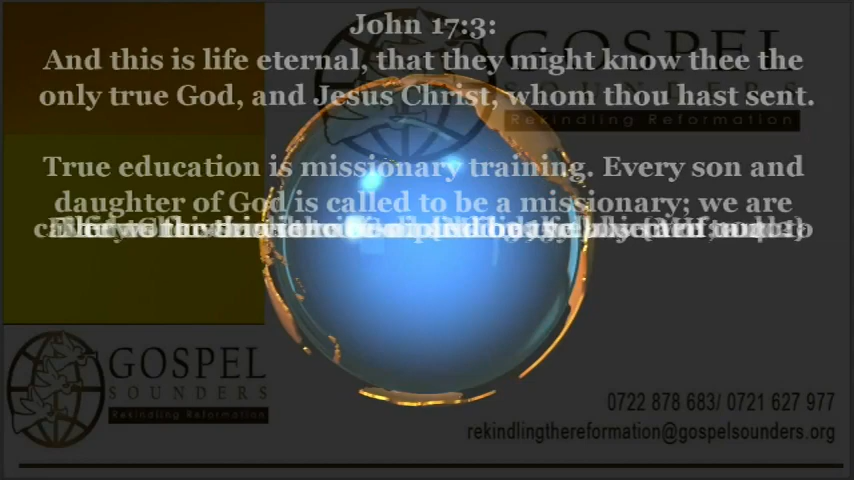 John 17:3:
And this is life eternal, that they might know thee the
only true God, and Jesus Christ, whom thou hast sent.
True education is missionary training. Every son and
daughter of God is called to be a missionary; we are
GOSPEL
SOUNDERS
Rekindling Reformation
GOSPEL
SOUNDERS
Rekindling Reformation
0722 878 683/ 0721 627 977
rekindlingthereformation@gospelsounders.org